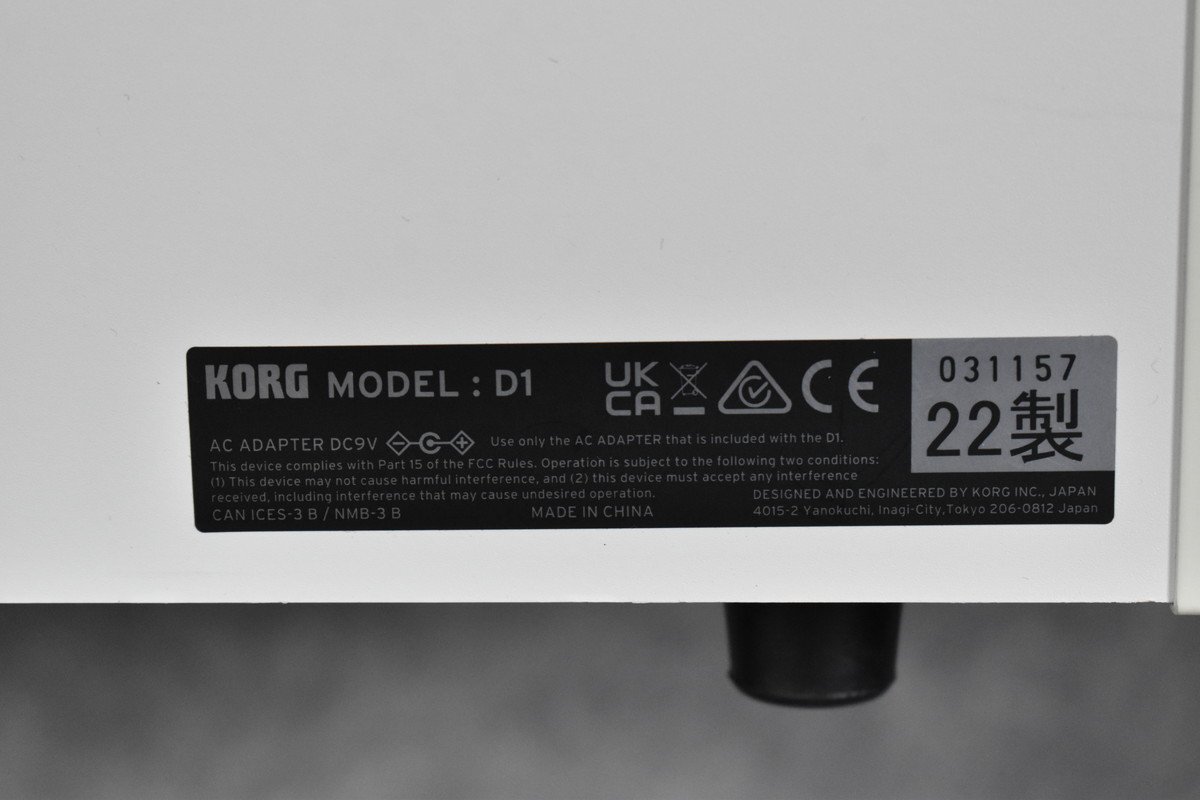 KORG MODEL : D1
UK
CA
CE
031157
22製
AC ADAPTER DC9V
Use only the AC ADAPTER that is included with the D1.
This device complies with Part 15 of the FCC Rules. Operation is subject to the following two conditions:
(1) This device may not cause harmful interference, and (2) this device must accept any interference
received, including interference that may cause undesired operation.
CAN ICES-3 B / NMB-3 B
MADE IN CHINA
DESIGNED AND ENGINEERED BY KORG INC., JAPAN
4015-2 Yanokuchi, Inagi-City,Tokyo 206-0812 Japan